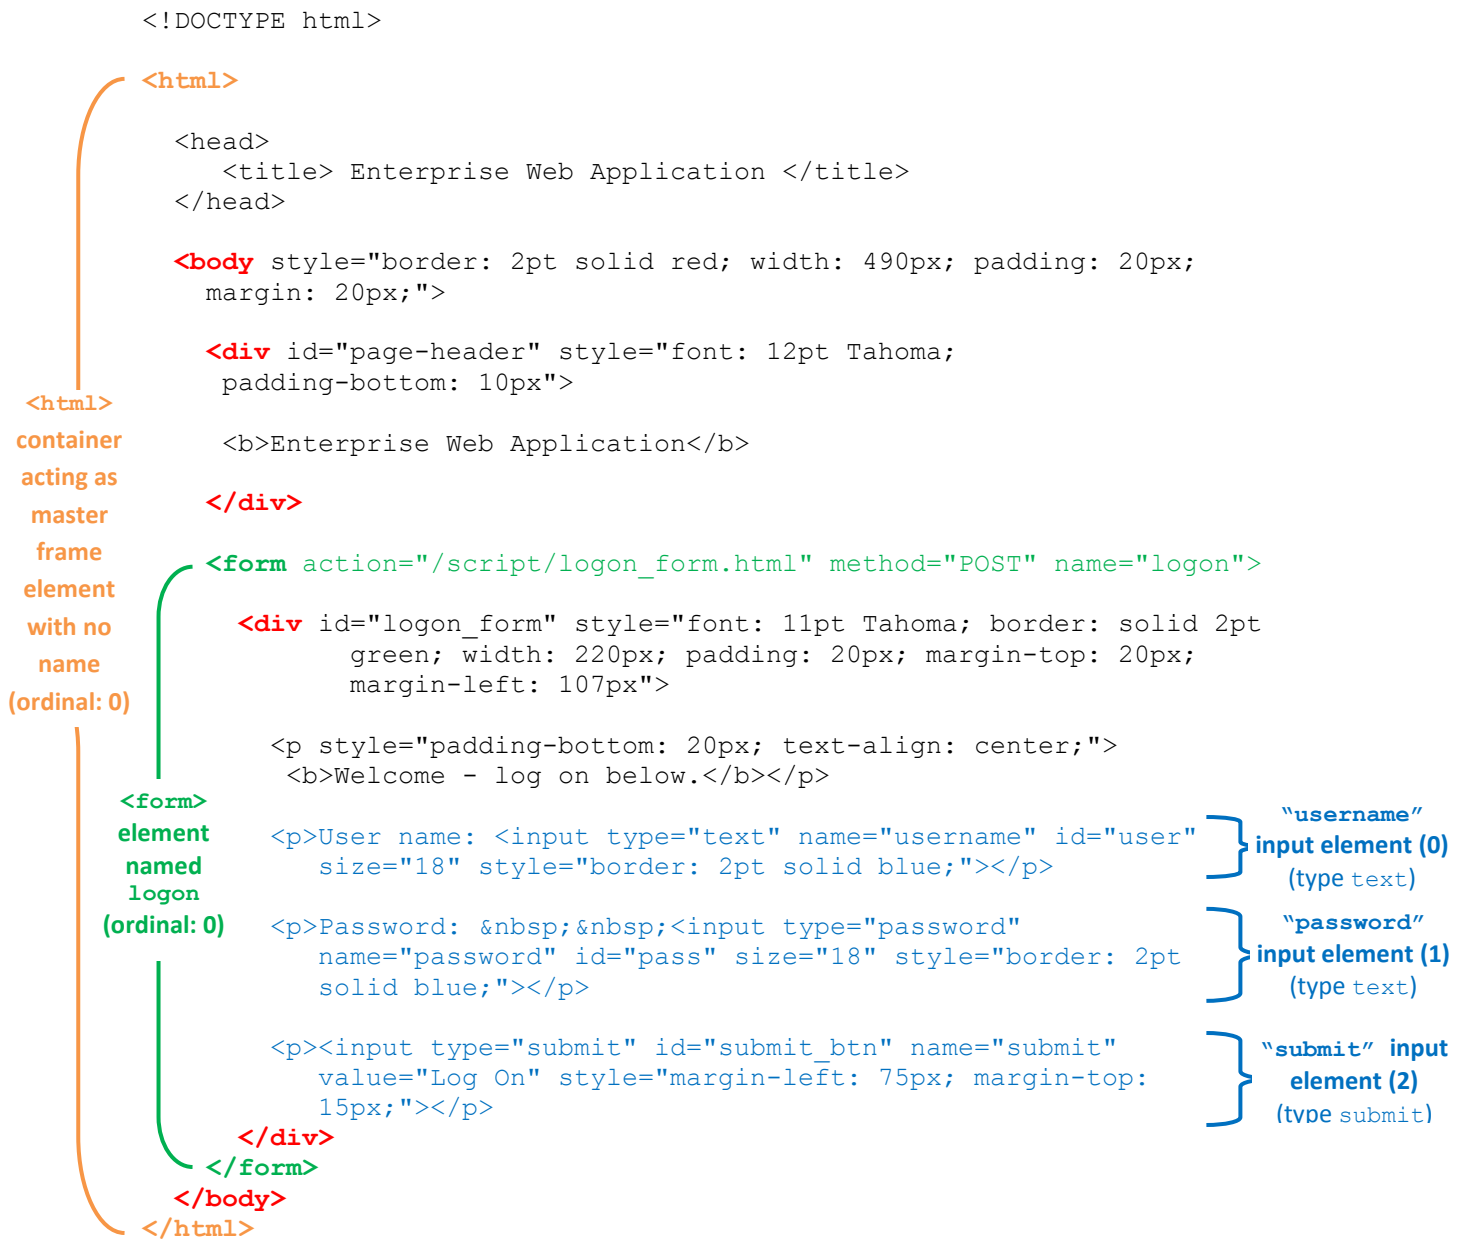 <!DOCTYPE html>
<html>
<head>
<title> Enterprise Web Application </title>
</head>
<body style="border: 2pt solid red; width: 490px; padding: 20px;
margin: 20px;">
<div id="page-header" style="font: 12pt Tahoma;
padding-bottom: 10px">
<b>Enterprise Web Application</b>
</div>
<html>
container
acting as
master
frame
element
with no
name
(ordinal: 0)
<form action="/script/logon_form.html" method="POST" name="logon">
<div id="logon_form" style="font: 11pt Tahoma; border: solid 2pt
green; width: 220px; padding: 20px; margin-top: 20px;
margin-left: 107px">
<p style="padding-bottom: 20px; text-align: center;">
<b>Welcome - log on below.</b></p>
<form>
element
named
logon
(ordinal: 0)
<p>User name: <input type="text" name="username" id="user"
size="18" style="border: 2pt solid blue;"></p>
“username”
input element (0)
(type text)
<p>Password: &nbsp;&nbsp;<input type="password"
name="password" id="pass" size="18" style="border: 2pt
solid blue;"></p>
“password”
input element (1)
(type text)
<p><input type="submit" id="submit_btn" name="submit"
value="Log On" style="margin-left: 75px; margin-top:
15px;"></p>
“submit” input
element (2)
(type submit)
</div>
</form>
</body>
</html>